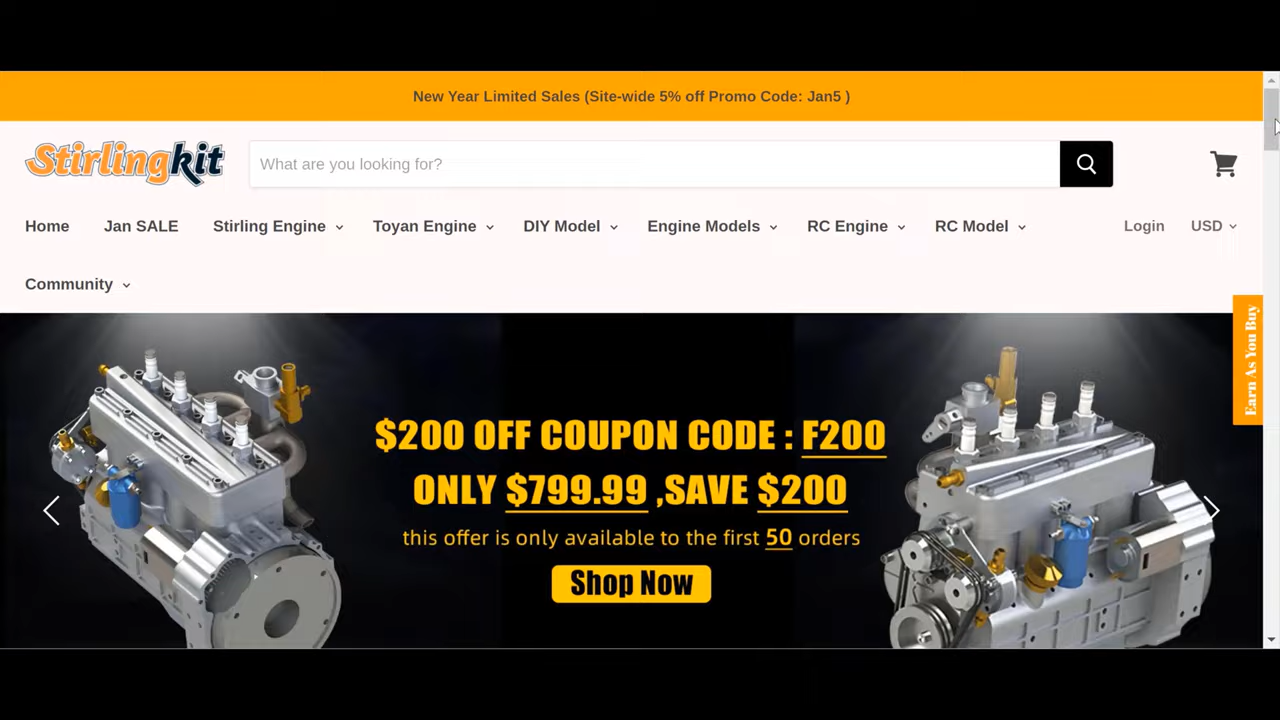 New Year Limited Sales (Site-wide 5% off Promo Code: Jan5 )
Stirlingkit
What are you looking for?
Home Jan SALE Stirling Engine Toyan Engine DIY Model Engine Models RC Engine RC Model Login USD
Community
Earn As You Buy
$200 OFF COUPON CODE : F200
ONLY $799.99 ,SAVE $200
this offer is only available to the first 50 orders
Shop Now